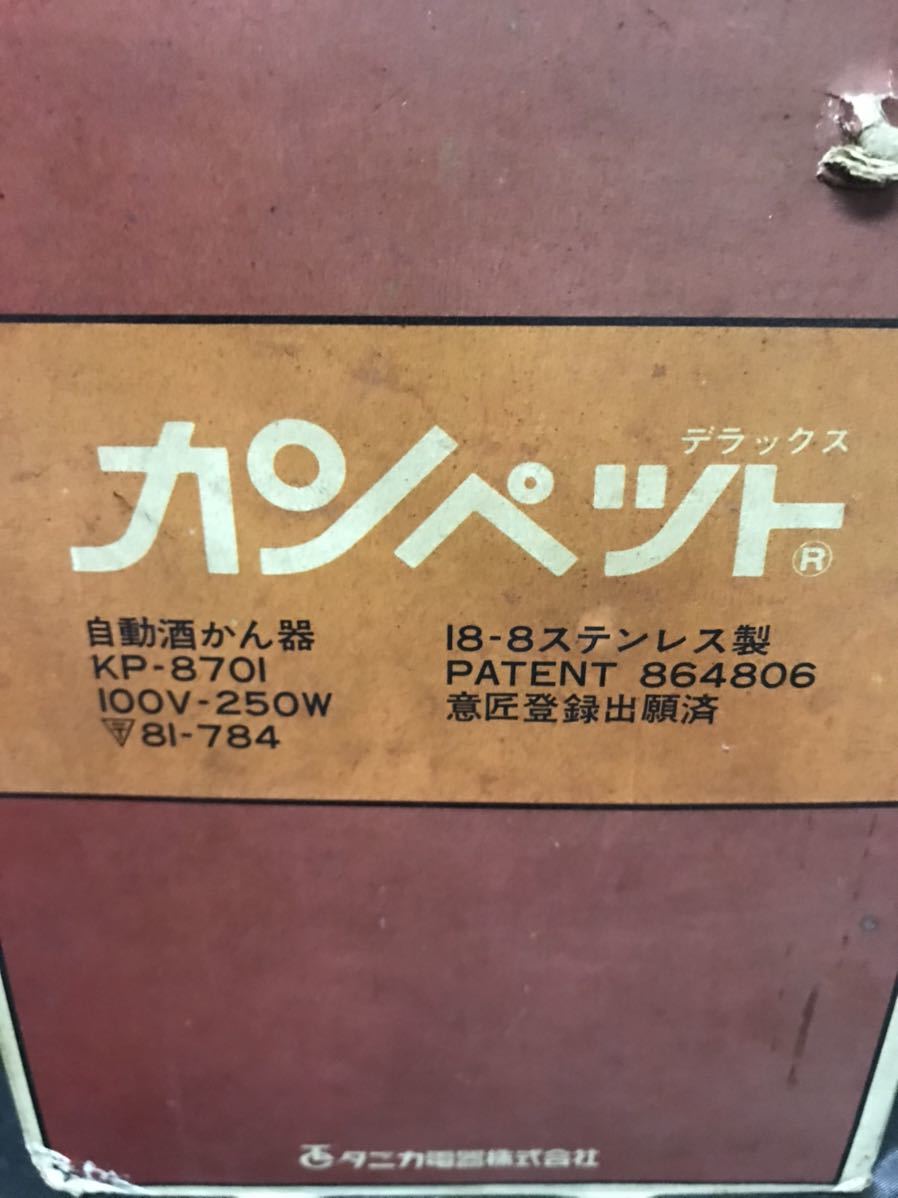 デラックス
カンペット®
自動酒かん器
KP-8701
100V-250W
〒81-784
18-8ステンレス製
PATENT 864806
意匠登録出願済
タニカ電器株式会社